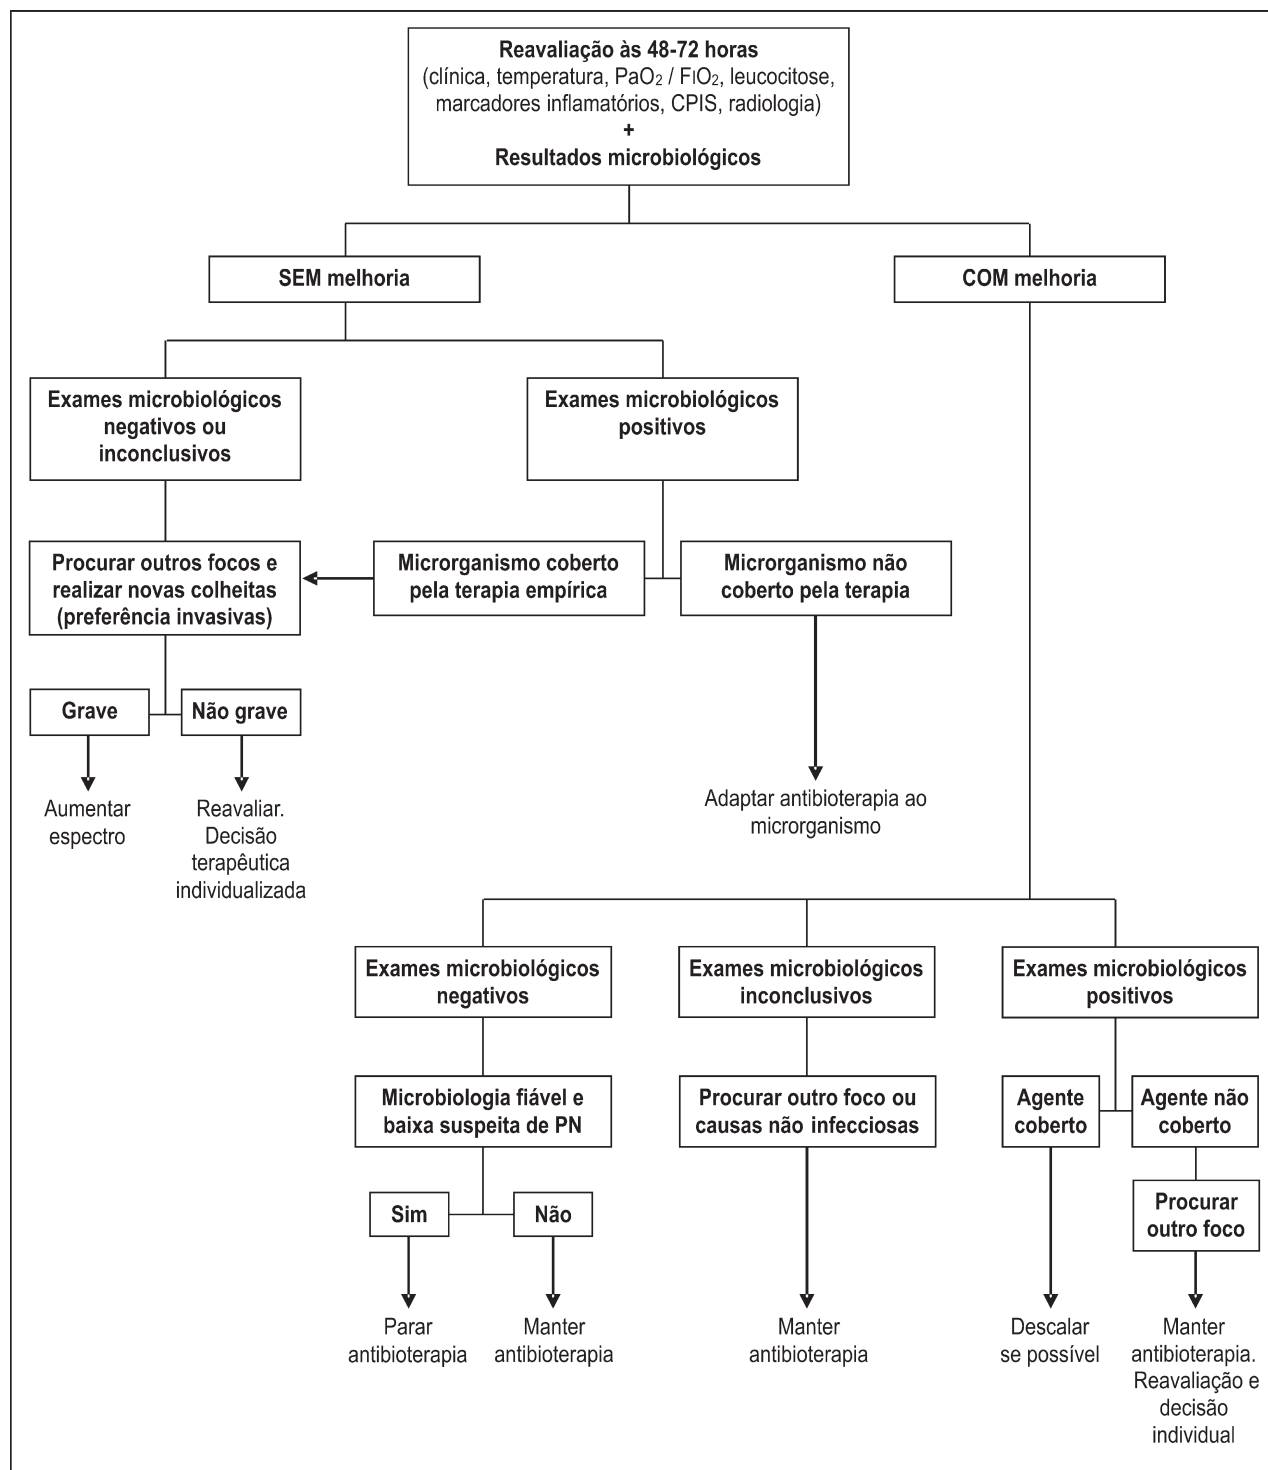 Reavaliação às 48-72 horas
(clínica, temperatura, PaO2 / FIO2, leucocitose,
marcadores inflamatórios, CPIS, radiologia)
+
Resultados microbiológicos
SEM melhoria
COM melhoria
Exames microbiológicos
negativos ou
inconclusivos
Exames microbiológicos
positivos
Procurar outros focos e
realizar novas colheitas
(preferência invasivas)
Microrganismo coberto
pela terapia empírica
Microrganismo não
coberto pela terapia
Grave
Não grave
Aumentar
espectro
Reavaliar.
Decisão
terapêutica
individualizada
Adaptar antibioterapia ao
microrganismo
Exames microbiológicos
negativos
Exames microbiológicos
inconclusivos
Exames microbiológicos
positivos
Microbiologia fiável e
baixa suspeita de PN
Procurar outro foco ou
causas não infecciosas
Agente
coberto
Agente não
coberto
Sim
Não
Procurar
outro foco
Parar
antibioterapia
Manter
antibioterapia
Manter
antibioterapia
Descalar
se possível
Manter
antibioterapia.
Reavaliação e
decisão
individual